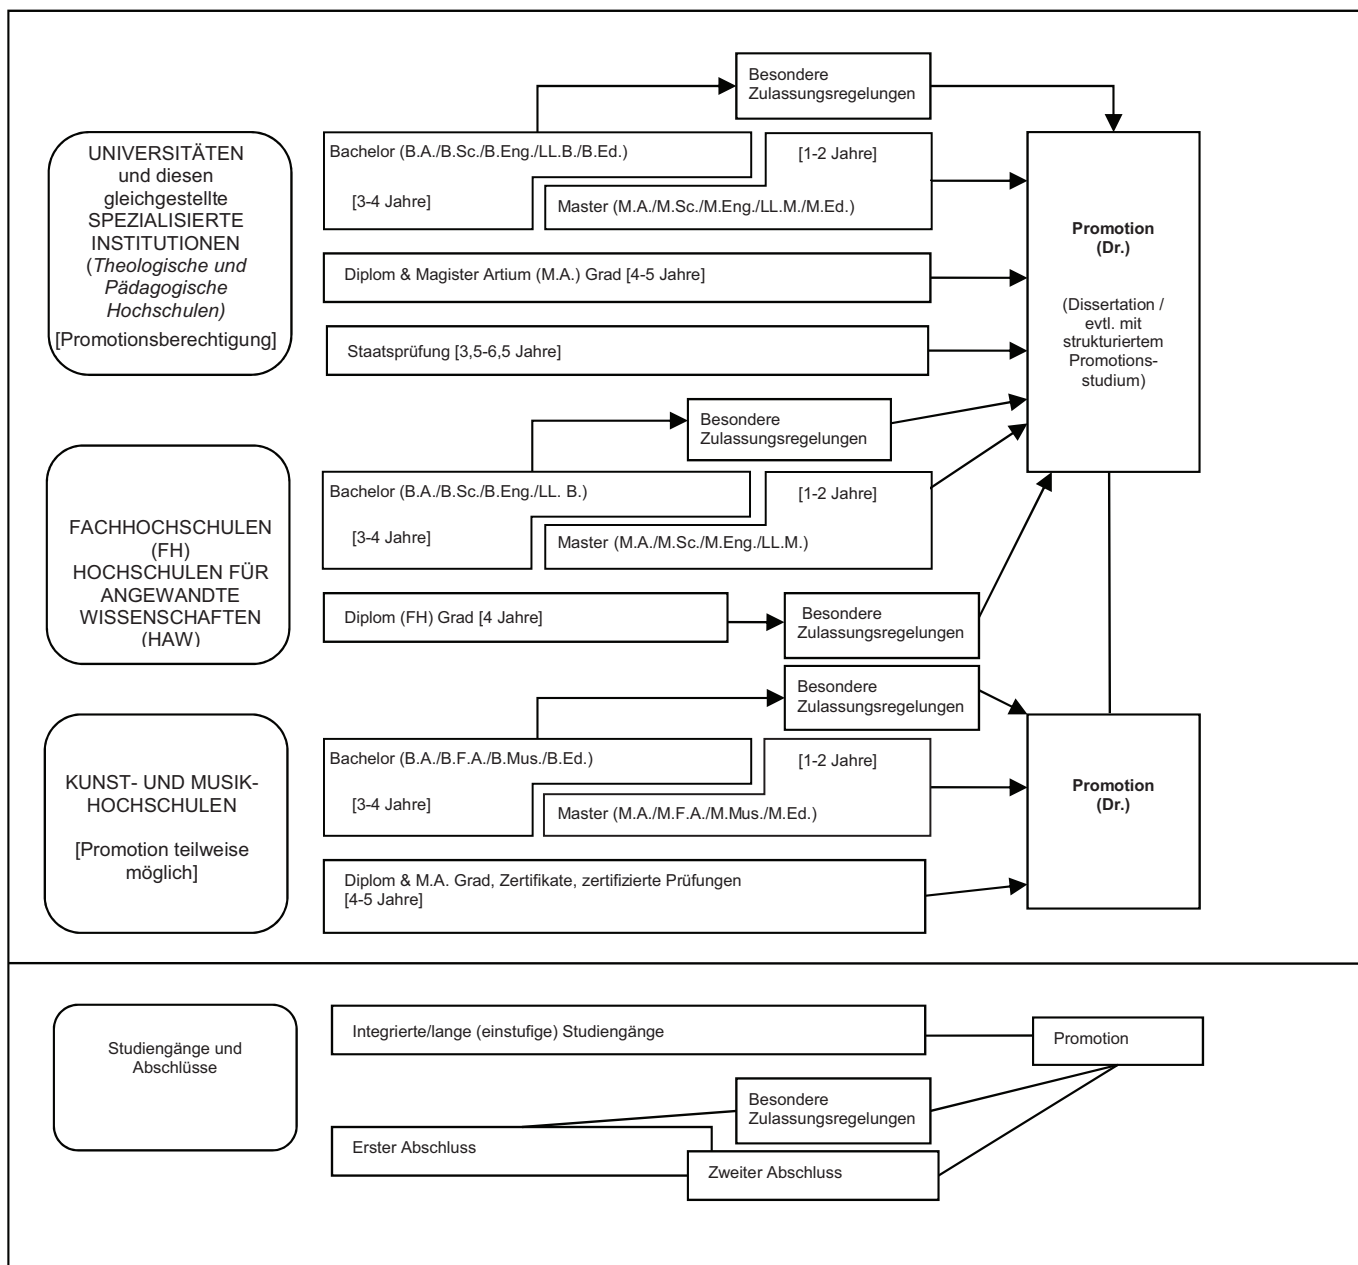 Besondere
Zulassungsregelungen
UNIVERSITÄTEN
und diesen
gleichgestellte
SPEZIALISIERTE
INSTITUTIONEN
(Theologische und
Pädagogische
Hochschulen)
[Promotionsberechtigung]
Bachelor (B.A./B.Sc./B.Eng./LL.B./B.Ed.)
[3-4 Jahre]
[1-2 Jahre]
Master (M.A./M.Sc./M.Eng./LL.M./M.Ed.)
Diplom & Magister Artium (M.A.) Grad [4-5 Jahre]
Staatsprüfung [3,5-6,5 Jahre]
Promotion
(Dr.)
(Dissertation /
evtl. mit
strukturiertem
Promotions-
studium)
Besondere
Zulassungsregelungen
FACHHOCHSCHULEN
(FH)
HOCHSCHULEN FÜR
ANGEWANDTE
WISSENSCHAFTEN
(HAW)
Bachelor (B.A./B.Sc./B.Eng./LL. B.)
[3-4 Jahre]
[1-2 Jahre]
Master (M.A./M.Sc./M.Eng./LL.M.)
Diplom (FH) Grad [4 Jahre]
Besondere
Zulassungsregelungen
Besondere
Zulassungsregelungen
KUNST- UND MUSIK-
HOCHSCHULEN
[Promotion teilweise
möglich]
Bachelor (B.A./B.F.A./B.Mus./B.Ed.)
[3-4 Jahre]
[1-2 Jahre]
Master (M.A./M.F.A./M.Mus./M.Ed.)
Diplom & M.A. Grad, Zertifikate, zertifizierte Prüfungen
[4-5 Jahre]
Promotion
(Dr.)
Studiengänge und
Abschlüsse
Integrierte/lange (einstufige) Studiengänge
Promotion
Besondere
Zulassungsregelungen
Erster Abschluss
Zweiter Abschluss